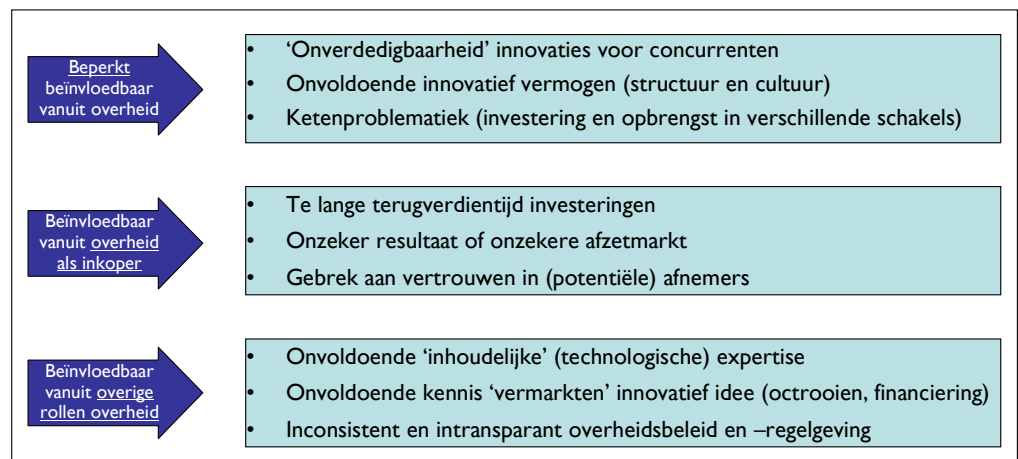 Beperkt
beïnvloedbaar
vanuit overheid
• ‘Onverdedigbaarheid’ innovaties voor concurrenten
• Onvoldoende innovatief vermogen (structuur en cultuur)
• Ketenproblematiek (investering en opbrengst in verschillende schakels)
Beïnvloedbaar
vanuit overheid
als inkoper
• Te lange terugverdientijd investeringen
• Onzeker resultaat of onzekere afzetmarkt
• Gebrek aan vertrouwen in (potentiële) afnemers
Beïnvloedbaar
vanuit overige
rollen overheid
• Onvoldoende ‘inhoudelijke’ (technologische) expertise
• Onvoldoende kennis ‘vermarkten’ innovatief idee (octrooien, financiering)
• Inconsistent en intransparant overheidsbeleid en –regelgeving